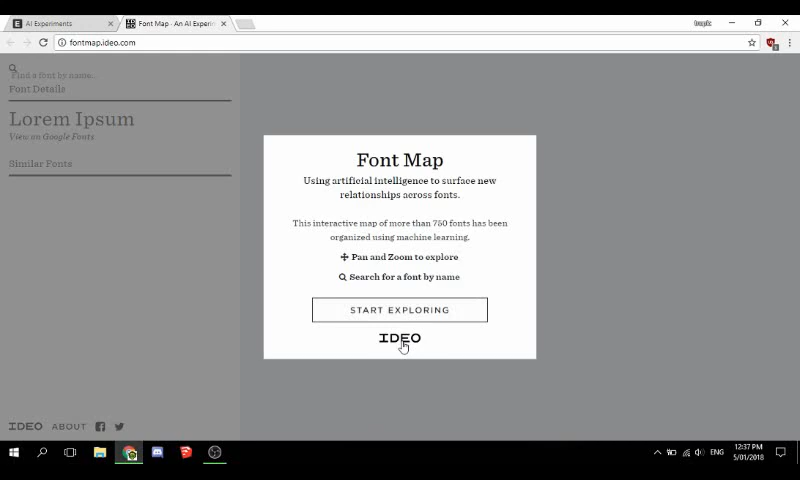 AI Experiments
Font Map - An AI Experim
fontmap.ideo.com
Find a font by name...
Font Details
Lorem Ipsum
View on Google Fonts
Similar Fonts
Font Map
Using artificial intelligence to surface new
relationships across fonts.
This interactive map of more than 750 fonts has been
organized using machine learning.
Pan and Zoom to explore
Search for a font by name
START EXPLORING
IDEO
IDEO ABOUT
ENG
12:37 PM
5/01/2018